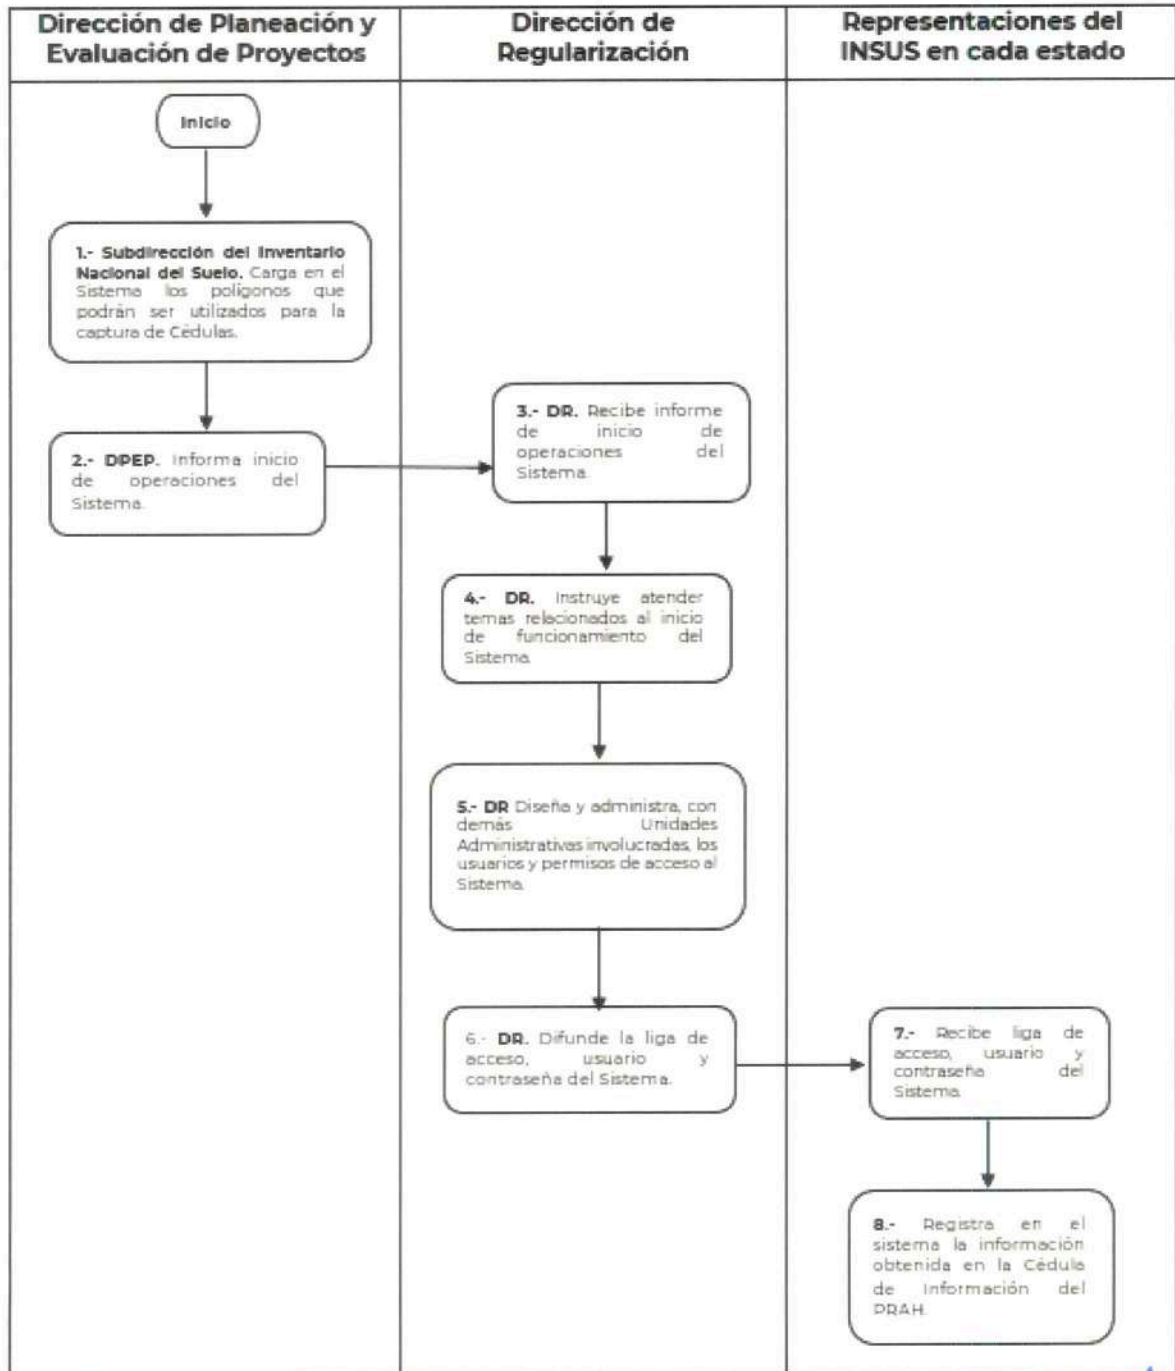 Dirección de Planeación y
Evaluación de Proyectos
Dirección de
Regularización
Representaciones del
INSUS en cada estado
Inicio
1.- Subdirección del Inventario
Nacional del Suelo. Carga en el
Sistema los polígonos que
podrán ser utilizados para la
captura de Cédulas.
2.- DPEP. Informa inicio
de operaciones del
Sistema.
3.- DR. Recibe informe
de inicio de
operaciones del
Sistema.
4.- DR. Instruye atender
temas relacionados al inicio
de funcionamiento del
Sistema.
5.- DR Diseña y administra, con
demás Unidades
Administrativas involucradas, los
usuarios y permisos de acceso al
Sistema.
6.- DR. Difunde la liga de
acceso, usuario y
contraseña del Sistema.
7.- Recibe liga de
acceso, usuario y
contraseña del
Sistema.
8.- Registra en el
sistema la información
obtenida en la Cédula
de Información del
PRAH.